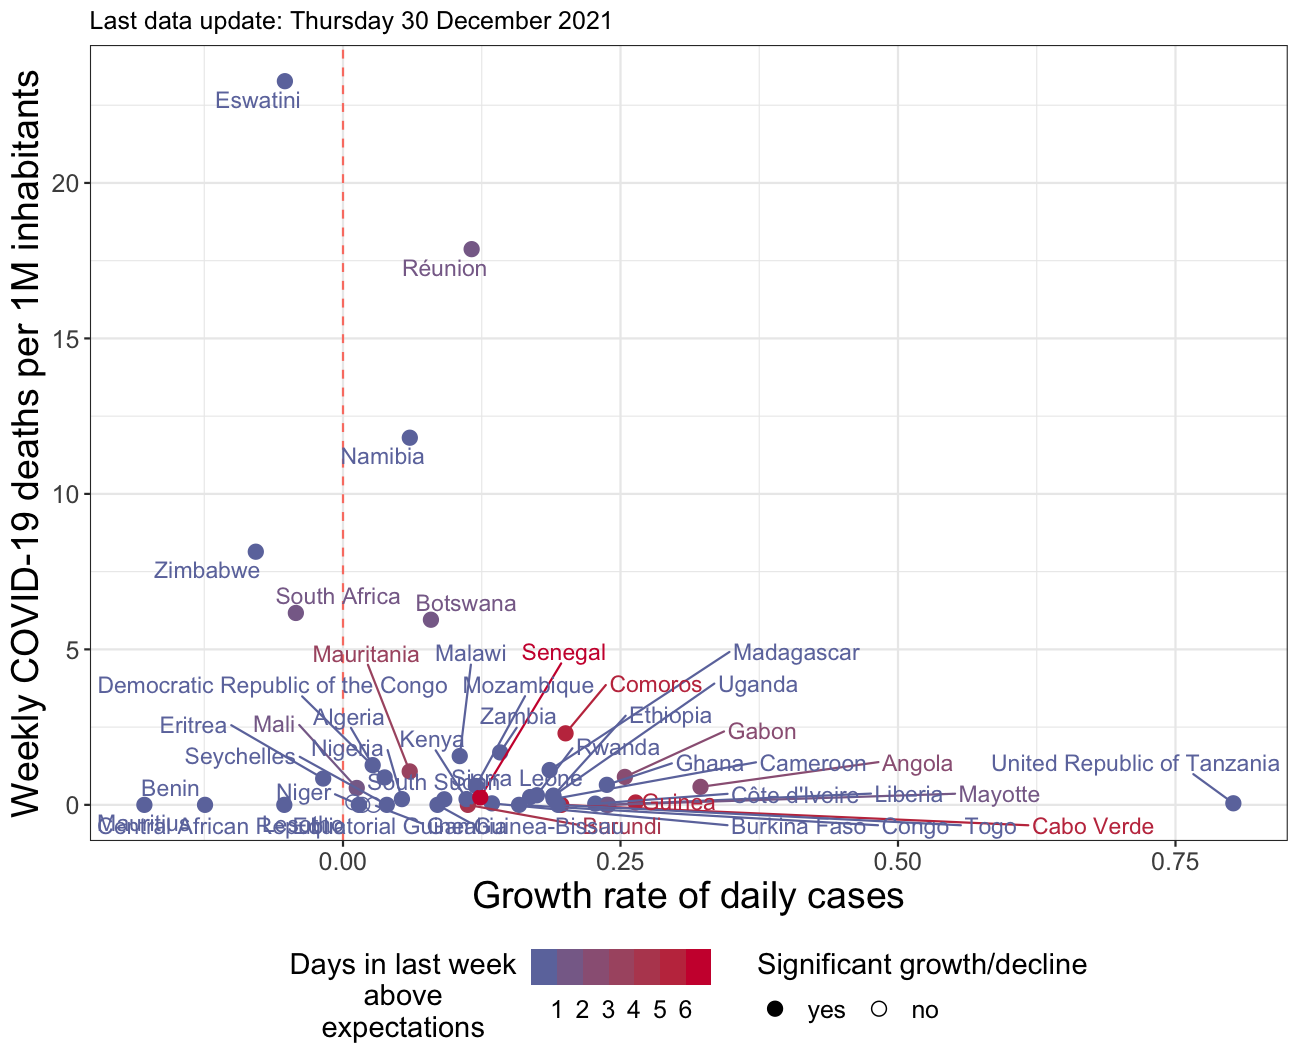 Last data update: Thursday 30 December 2021
Weekly COVID-19 deaths per 1M inhabitants
20
15
10
5
0
Eswatini
Réunion
Namibia
Zimbabwe
South Africa
Botswana
Mauritania
Malawi
Senegal
Madagascar
Democratic Republic of the Congo
Mozambique
Comoros
Uganda
Eritrea
Mali
Algeria
Zambia
Ethiopia
Gabon
Seychelles
Nigeria
Kenya
Rwanda
Ghana
Cameroon
Angola
United Republic of Tanzania
Benin
Niger
South Sudan
Sierra Leone
Guinea
Côte d'Ivoire
Liberia
Mayotte
Mauritius
Central African Republic
Lesotho
Equatorial Guinea
Gambia
Guinea-Bissau
Burundi
Burkina Faso
Congo
Togo
Cabo Verde
0.00
0.25
0.50
0.75
Growth rate of daily cases
Days in last week
above
expectations
1 2 3 4 5 6
Significant growth/decline
yes
no